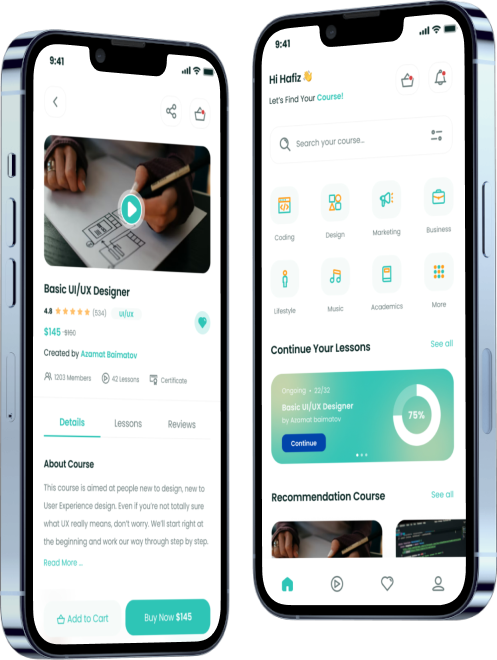 9:41
Basic UI/UX Designer
4.8 (534) UI/UX
$145 $160
Created by Azamat Baimatov
1203 Members 42 Lessons Certificate
Details Lessons Reviews
About Course
This course is aimed at people new to design, new to
User Experience design. Even if you're not totally sure
what UX really means, don't worry. We'll start right at
the beginning and work our way through step by step.
Read More ...
Add to Cart Buy Now $145
9:41
Hi Hafiz 👋
Let's Find Your Course!
Search your course...
Coding Design Marketing Business
Lifestyle Music Academics More
Continue Your Lessons See all
Ongoing • 22/32
Basic UI/UX Designer
by Azamat baimatov
Continue
75%
Recommendation Course See all